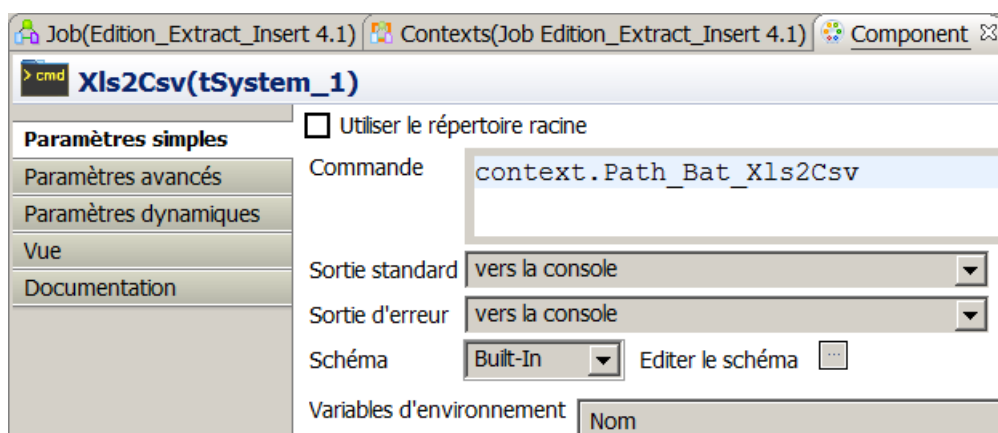 Job(Edition_Extract_Insert 4.1) Contexts(Job Edition_Extract_Insert 4.1) Component
> cmd Xls2Csv(tSystem_1)
Utiliser le répertoire racine
Paramètres simples
Commande context.Path_Bat_Xls2Csv
Paramètres avancés
Paramètres dynamiques
Vue
Sortie standard vers la console
Documentation
Sortie d'erreur vers la console
Schéma Built-In Editer le schéma ...
Variables d'environnement Nom